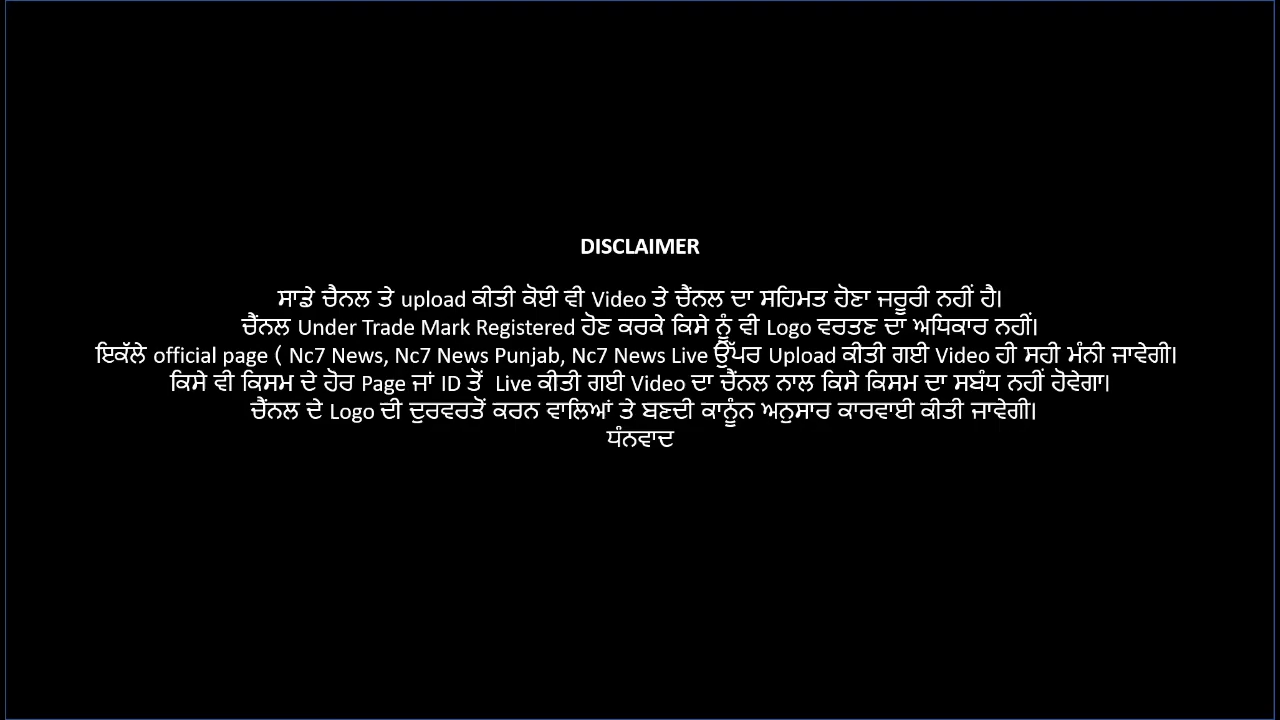 DISCLAIMER
ਸਾਡੇ ਚੈਨਲ ਤੇ upload ਕੀਤੀ ਕੋਈ ਵੀ Video ਤੇ ਚੈਂਨਲ ਦਾ ਸਹਿਮਤ ਹੋਣਾ ਜਰੂਰੀ ਨਹੀਂ ਹੈ।
ਚੈਂਨਲ Under Trade Mark Registered ਹੋਣ ਕਰਕੇ ਕਿਸੇ ਨੂੰ ਵੀ Logo ਵਰਤਣ ਦਾ ਅਧਿਕਾਰ ਨਹੀਂ।
ਇਕੱਲੇ official page ( Nc7 News, Nc7 News Punjab, Nc7 News Live ਉੱਪਰ Upload ਕੀਤੀ ਗਈ Video ਹੀ ਸਹੀ ਮੰਨੀ ਜਾਵੇਗੀ।
ਕਿਸੇ ਵੀ ਕਿਸਮ ਦੇ ਹੋਰ Page ਜਾਂ ID ਤੋਂ Live ਕੀਤੀ ਗਈ Video ਦਾ ਚੈਂਨਲ ਨਾਲ ਕਿਸੇ ਕਿਸਮ ਦਾ ਸਬੰਧ ਨਹੀਂ ਹੋਵੇਗਾ।
ਚੈਂਨਲ ਦੇ Logo ਦੀ ਦੁਰਵਰਤੋਂ ਕਰਨ ਵਾਲਿਆਂ ਤੇ ਬਣਦੀ ਕਾਨੂੰਨ ਅਨੁਸਾਰ ਕਾਰਵਾਈ ਕੀਤੀ ਜਾਵੇਗੀ।
ਧੰਨਵਾਦ